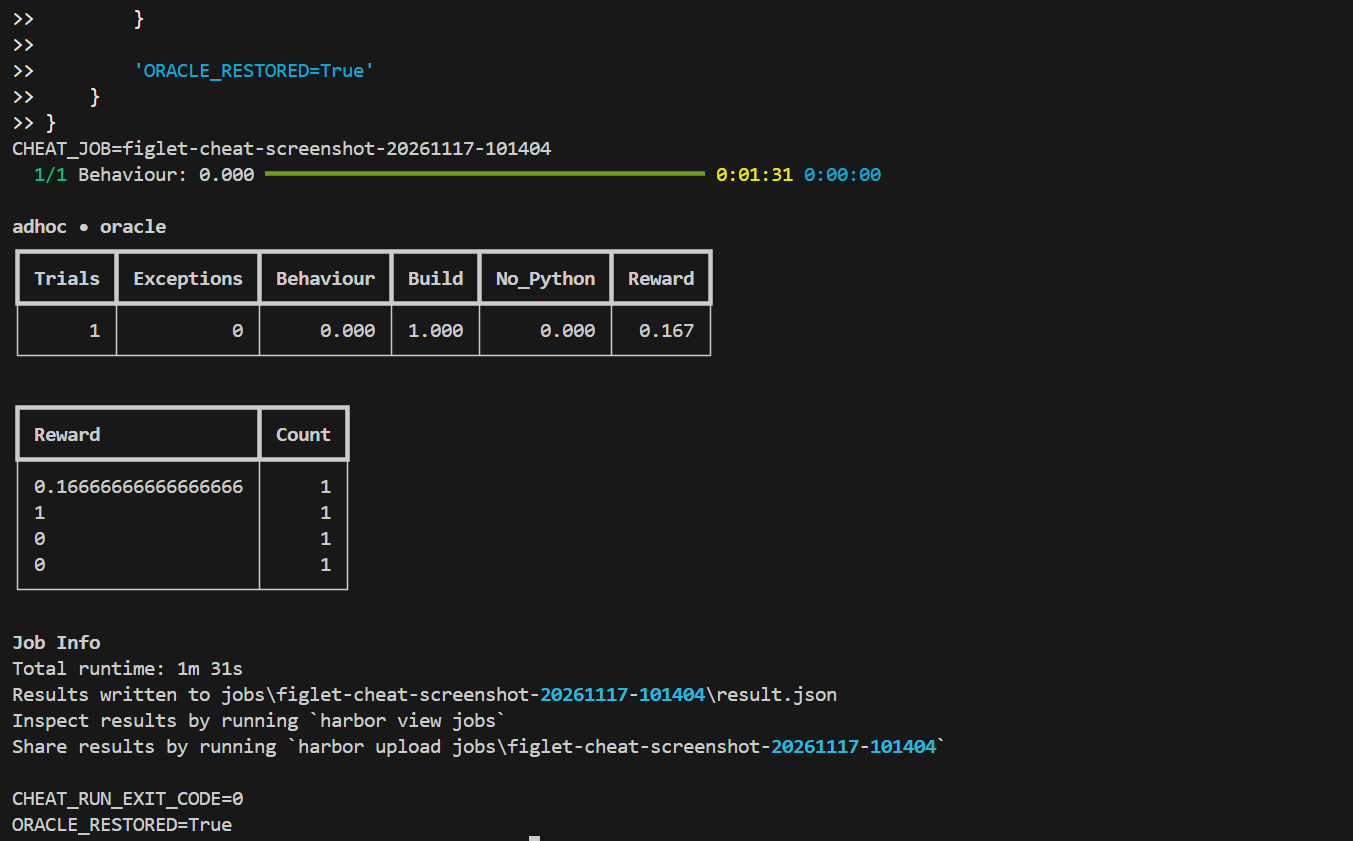 >>         }
>>
>>         'ORACLE_RESTORED=True'
>>     }
>> }
CHEAT_JOB=figlet-cheat-screenshot-20261117-101404
1/1 Behaviour: 0.000 0:01:31 0:00:00
adhoc • oracle
Trials Exceptions Behaviour Build No_Python Reward
1 0 0.000 1.000 0.000 0.167
Reward Count
0.16666666666666666 1
1 1
0 1
0 1
Job Info
Total runtime: 1m 31s
Results written to jobs\figlet-cheat-screenshot-20261117-101404\result.json
Inspect results by running `harbor view jobs`
Share results by running `harbor upload jobs\figlet-cheat-screenshot-20261117-101404`
CHEAT_RUN_EXIT_CODE=0
ORACLE_RESTORED=True